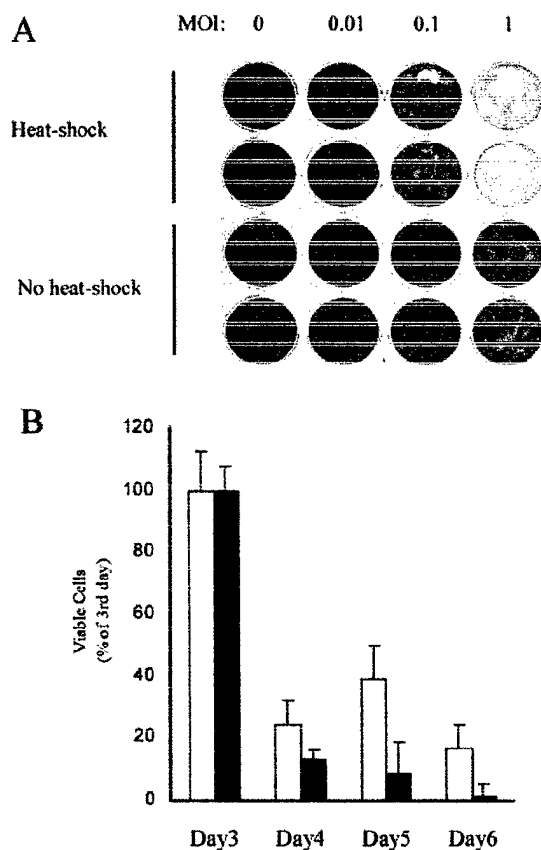 A
MOI: 0 0.01 0.1 1
Heat-shock
No heat-shock
B
120
100
80
60
40
20
0
Viable Cells
(% of 3rd day)
Day3 Day4 Day5 Day6